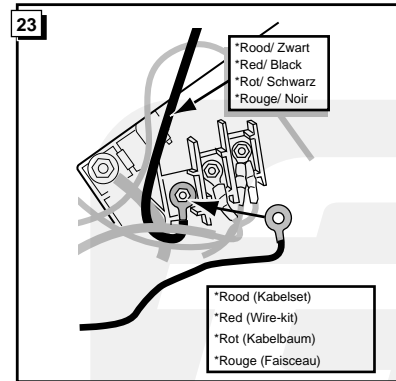 23
*Rood/ Zwart
*Red/ Black
*Rot/ Schwarz
*Rouge/ Noir
*Rood (Kabelset)
*Red (Wire-kit)
*Rot (Kabelbaum)
*Rouge (Faisceau)